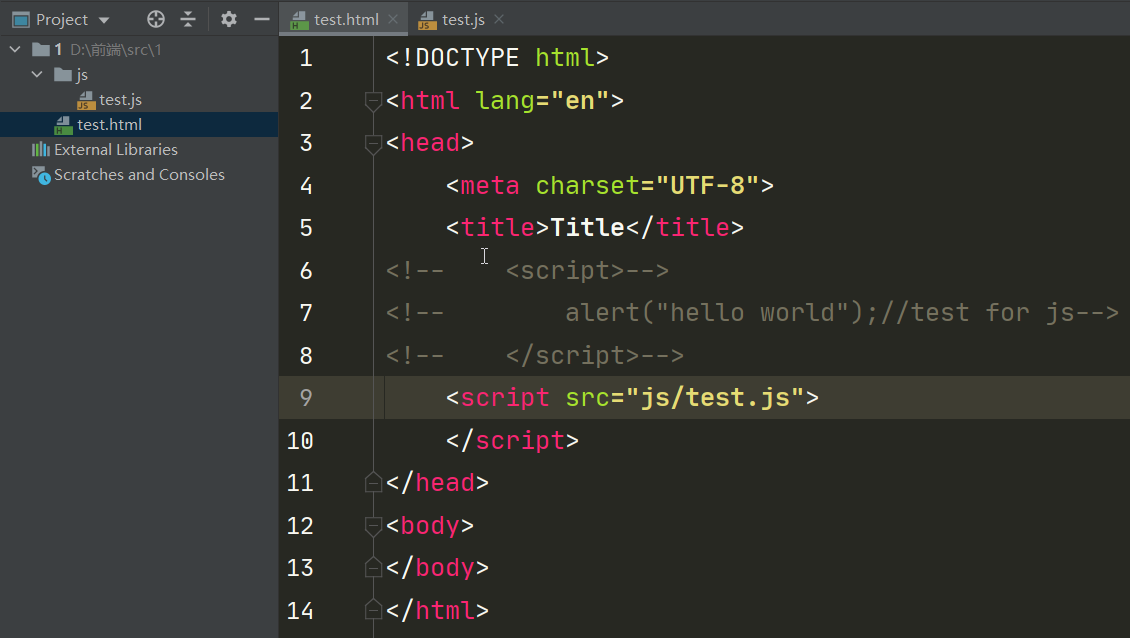 Project
test.html
test.js
1 D:\前端\src\1
js
test.js
test.html
External Libraries
Scratches and Consoles
1 <!DOCTYPE html>
2 <html lang="en">
3 <head>
4     <meta charset="UTF-8">
5     <title>Title</title>
6 <!--    <script>-->
7 <!--        alert("hello world");//test for js-->
8 <!--    </script>-->
9     <script src="js/test.js">
10     </script>
11 </head>
12 <body>
13 </body>
14 </html>